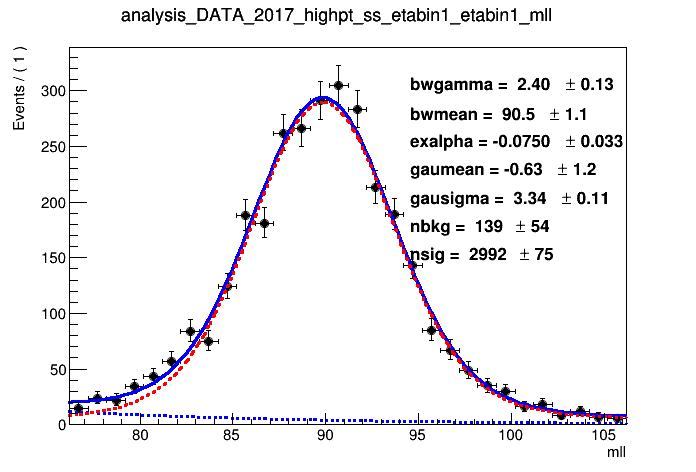 analysis_DATA_2017_highpt_ss_etabin1_etabin1_mll
Events / ( 1 )
bwgamma = 2.40 ± 0.13
bwmean = 90.5 ± 1.1
exalpha = -0.0750 ± 0.033
gaumean = -0.63 ± 1.2
gausigma = 3.34 ± 0.11
nbkg = 139 ± 54
nsig = 2992 ± 75
300
250
200
150
100
50
0
80 85 90 95 100 105
mll